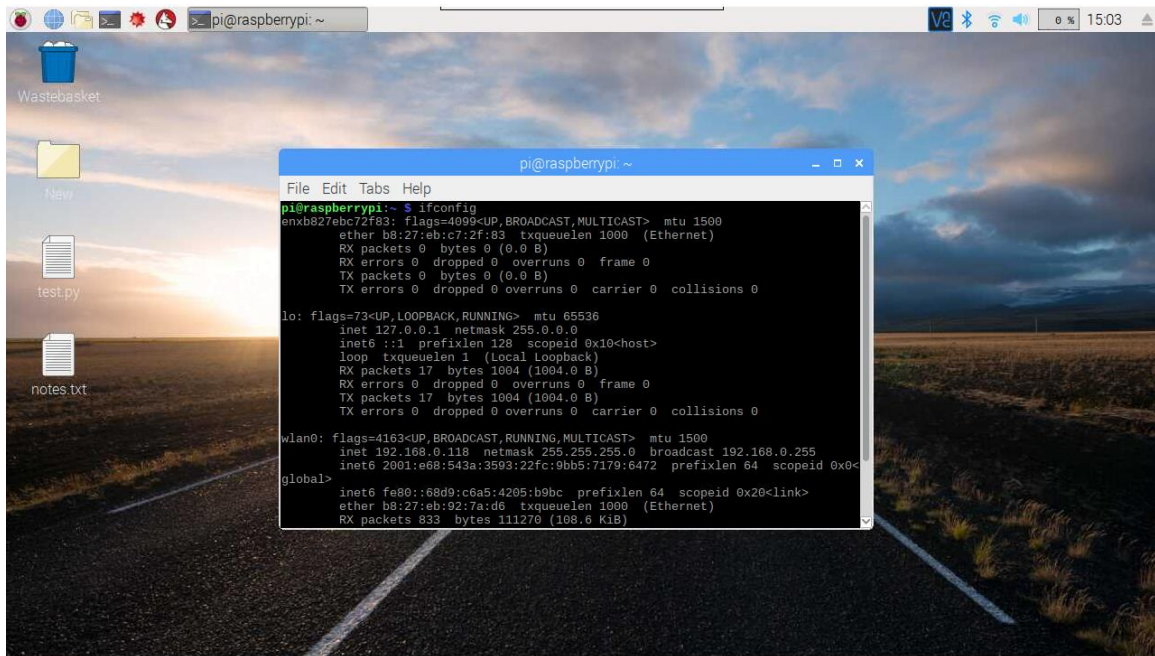 pi@raspberrypi: ~
V2
0 %
15:03
Wastebasket
New
test.py
notes.txt
pi@raspberrypi: ~
File Edit Tabs Help
pi@raspberrypi:~ $ ifconfig
enxb827ebc72f83: flags=4099<UP,BROADCAST,MULTICAST>  mtu 1500
        ether b8:27:eb:c7:2f:83  txqueuelen 1000  (Ethernet)
        RX packets 0  bytes 0 (0.0 B)
        RX errors 0  dropped 0  overruns 0  frame 0
        TX packets 0  bytes 0 (0.0 B)
        TX errors 0  dropped 0 overruns 0  carrier 0  collisions 0
lo: flags=73<UP,LOOPBACK,RUNNING>  mtu 65536
        inet 127.0.0.1  netmask 255.0.0.0
        inet6 ::1  prefixlen 128  scopeid 0x10<host>
        loop  txqueuelen 1  (Local Loopback)
        RX packets 17  bytes 1004 (1004.0 B)
        RX errors 0  dropped 0  overruns 0  frame 0
        TX packets 17  bytes 1004 (1004.0 B)
        TX errors 0  dropped 0 overruns 0  carrier 0  collisions 0
wlan0: flags=4163<UP,BROADCAST,RUNNING,MULTICAST>  mtu 1500
        inet 192.168.0.118  netmask 255.255.255.0  broadcast 192.168.0.255
        inet6 2001:e68:543a:3593:22fc:9bb5:7179:6472  prefixlen 64  scopeid 0x0<
global>
        inet6 fe80::68d9:c6a5:4205:b9bc  prefixlen 64  scopeid 0x20<link>
        ether b8:27:eb:92:7a:d6  txqueuelen 1000  (Ethernet)
        RX packets 833  bytes 111270 (108.6 KiB)